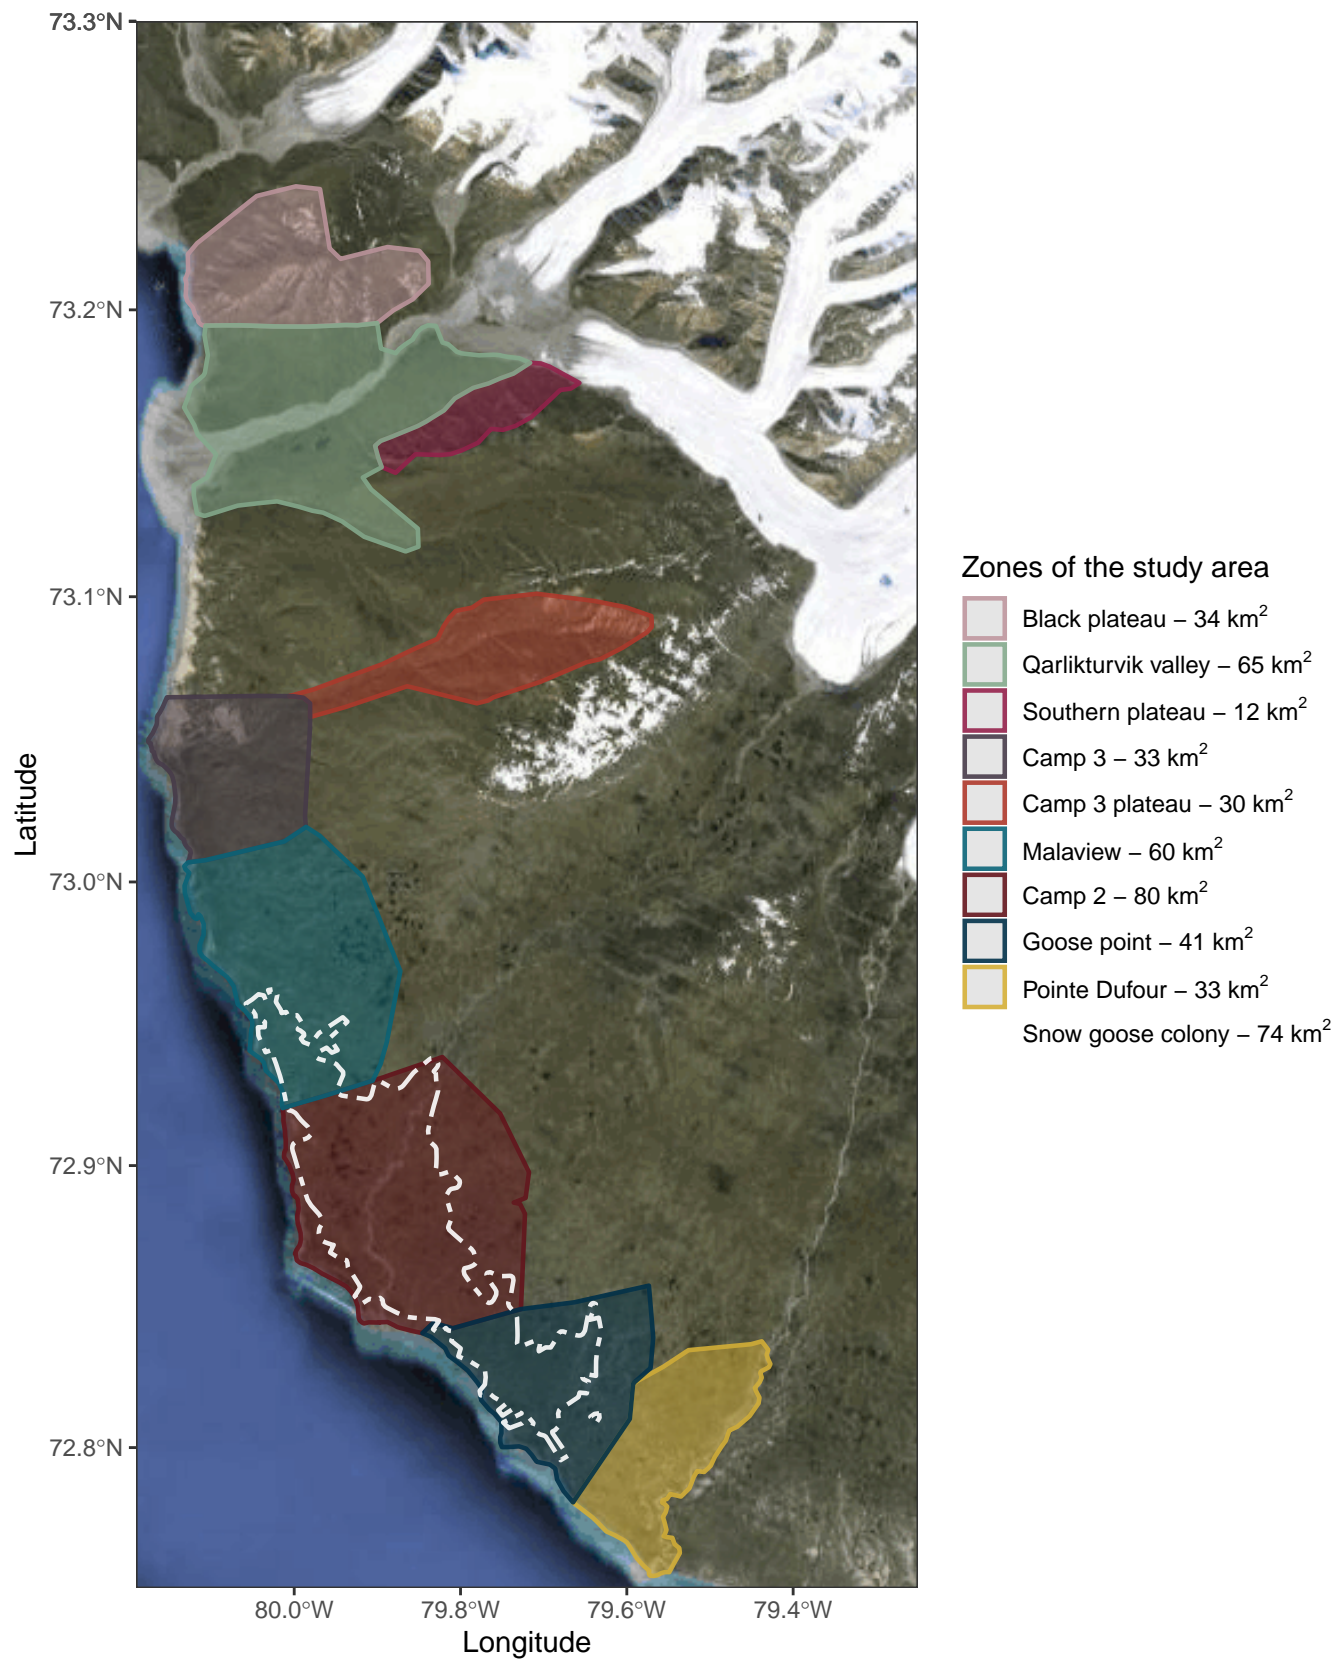 73.3°N
73.2°N
73.1°N
73.0°N
72.9°N
72.8°N
Latitude
80.0°W
79.8°W
79.6°W
79.4°W
Longitude
Zones of the study area
Black plateau – 34 km²
Qarlikturvik valley – 65 km²
Southern plateau – 12 km²
Camp 3 – 33 km²
Camp 3 plateau – 30 km²
Malaview – 60 km²
Camp 2 – 80 km²
Goose point – 41 km²
Pointe Dufour – 33 km²
Snow goose colony – 74 km²